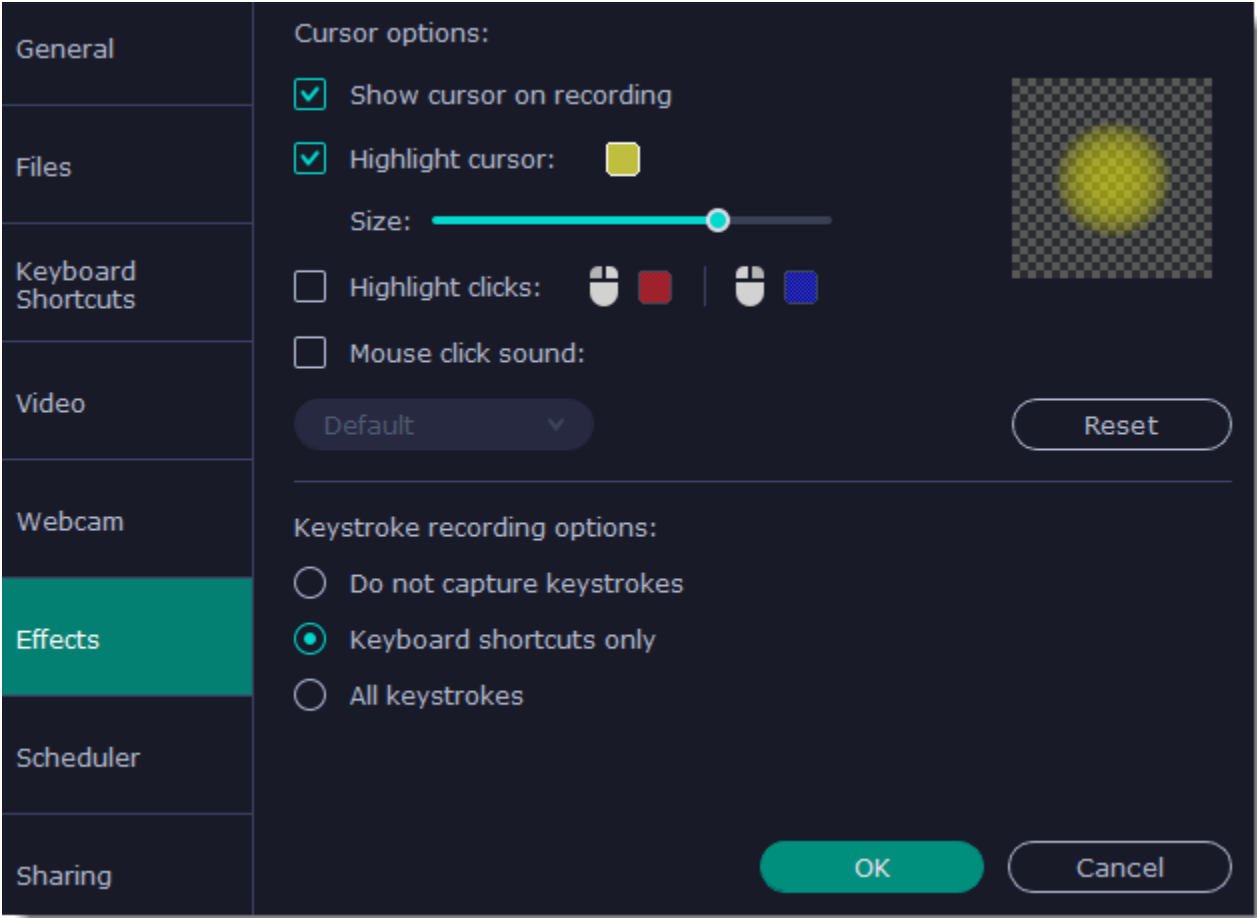 General
Files
Keyboard
Shortcuts
Video
Webcam
Effects
Scheduler
Sharing
Cursor options:
Show cursor on recording
Highlight cursor:
Size:
Highlight clicks:
Mouse click sound:
Default
Reset
Keystroke recording options:
Do not capture keystrokes
Keyboard shortcuts only
All keystrokes
OK
Cancel